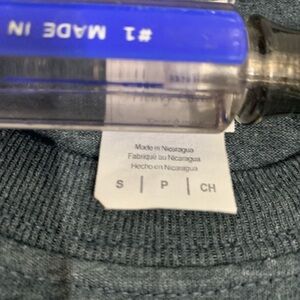 #1 MADE IN
Made in Nicaragua
Fabriqué au Nicaragua
Hecho en Nicaragua
S | P | CH